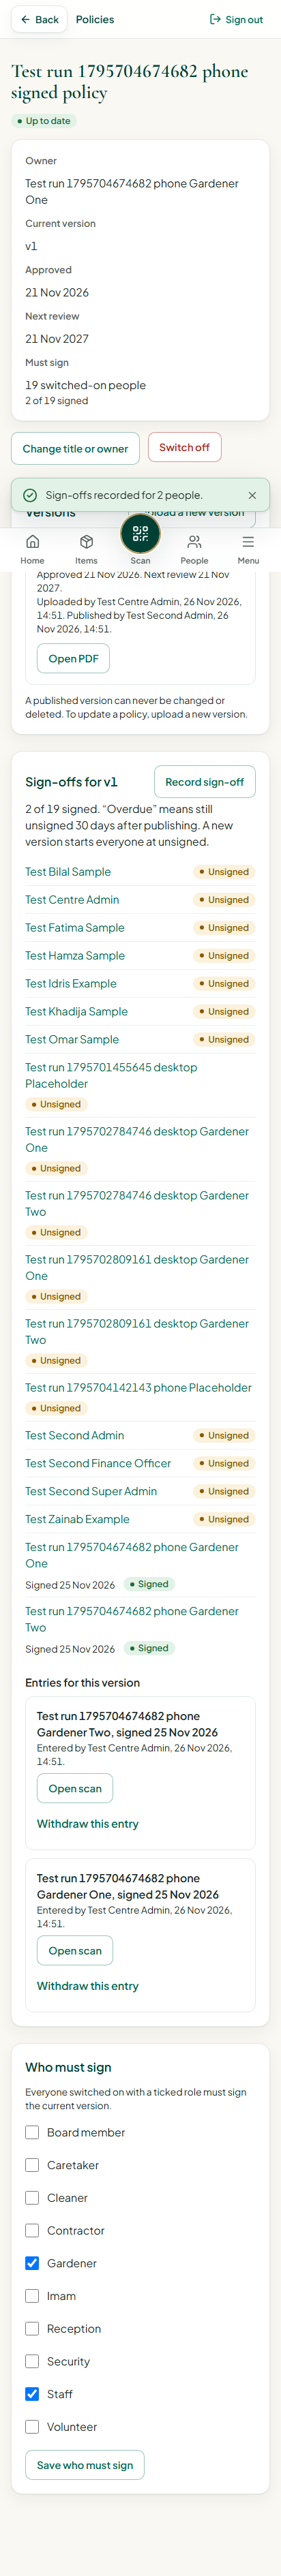 Back
Policies
Sign out
Test run 1795704674682 phone
signed policy
Up to date
Owner
Test run 1795704674682 phone Gardener
One
Current version
v1
Approved
21 Nov 2026
Next review
21 Nov 2027
Must sign
19 switched-on people
2 of 19 signed
Change title or owner
Switch off
Sign-offs recorded for 2 people.
Versions
Upload a new version
Home
Items
Scan
People
Menu
Approved 21 Nov 2026. Next review 21 Nov
2027.
Uploaded by Test Centre Admin, 26 Nov 2026,
14:51. Published by Test Second Admin, 26
Nov 2026, 14:51.
Open PDF
A published version can never be changed or
deleted. To update a policy, upload a new version.
Sign-offs for v1
Record sign-off
2 of 19 signed. “Overdue” means still
unsigned 30 days after publishing. A new
version starts everyone at unsigned.
Test Bilal Sample
Unsigned
Test Centre Admin
Unsigned
Test Fatima Sample
Unsigned
Test Hamza Sample
Unsigned
Test Idris Example
Unsigned
Test Khadija Sample
Unsigned
Test Omar Sample
Unsigned
Test run 1795701455645 desktop
Placeholder
Unsigned
Test run 1795702784746 desktop Gardener
One
Unsigned
Test run 1795702784746 desktop Gardener
Two
Unsigned
Test run 1795702809161 desktop Gardener
One
Unsigned
Test run 1795702809161 desktop Gardener
Two
Unsigned
Test run 1795704142143 phone Placeholder
Unsigned
Test Second Admin
Unsigned
Test Second Finance Officer
Unsigned
Test Second Super Admin
Unsigned
Test Zainab Example
Unsigned
Test run 1795704674682 phone Gardener
One
Signed 25 Nov 2026
Signed
Test run 1795704674682 phone Gardener
Two
Signed 25 Nov 2026
Signed
Entries for this version
Test run 1795704674682 phone
Gardener Two, signed 25 Nov 2026
Entered by Test Centre Admin, 26 Nov 2026,
14:51.
Open scan
Withdraw this entry
Test run 1795704674682 phone
Gardener One, signed 25 Nov 2026
Entered by Test Centre Admin, 26 Nov 2026,
14:51.
Open scan
Withdraw this entry
Who must sign
Everyone switched on with a ticked role must sign
the current version.
Board member
Caretaker
Cleaner
Contractor
Gardener
Imam
Reception
Security
Staff
Volunteer
Save who must sign